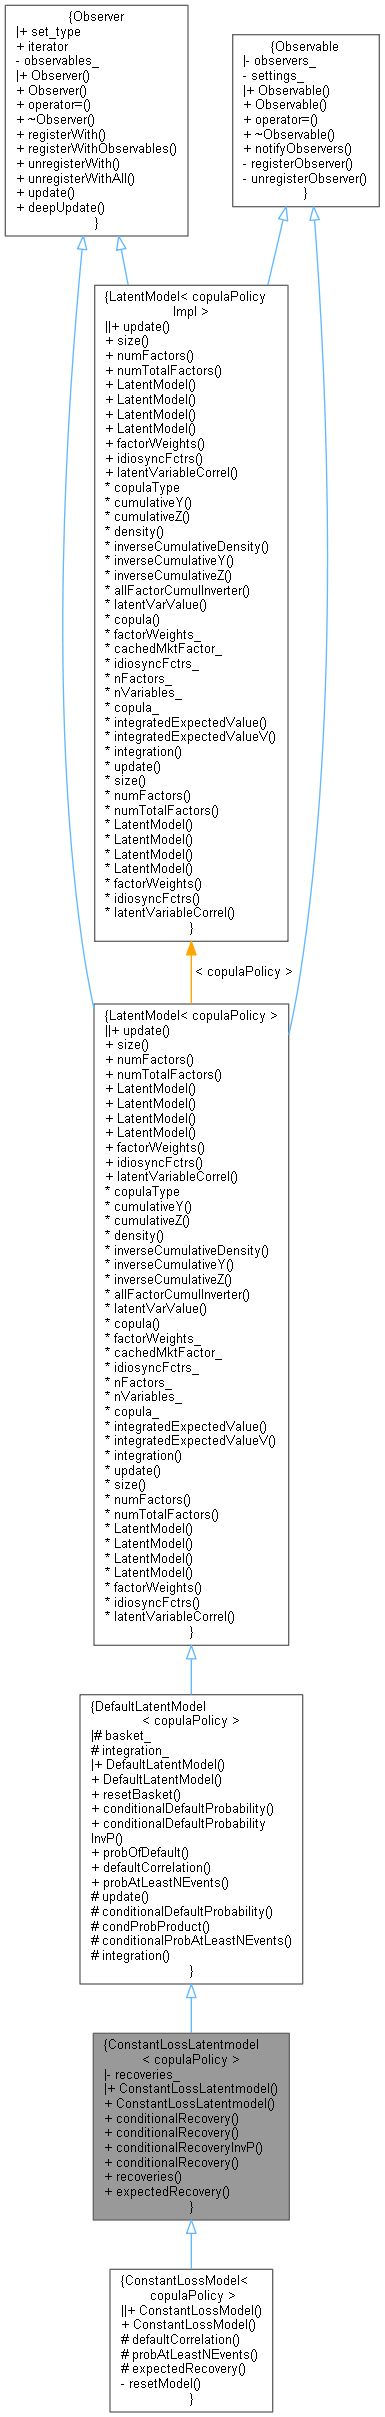 {Observer
|+ set_type
+ iterator
- observables_
|+ Observer()
+ Observer()
+ operator=()
+ ~Observer()
+ registerWith()
+ registerWithObservables()
+ unregisterWith()
+ unregisterWithAll()
+ update()
+ deepUpdate()
}
{Observable
|- observers_
- settings_
|+ Observable()
+ Observable()
+ operator=()
+ ~Observable()
+ notifyObservers()
- registerObserver()
- unregisterObserver()
}
{LatentModel< copulaPolicy
Impl >
||+ update()
+ size()
+ numFactors()
+ numTotalFactors()
+ LatentModel()
+ LatentModel()
+ LatentModel()
+ LatentModel()
+ factorWeights()
+ idiosyncFctrs()
+ latentVariableCorrel()
* copulaType
* cumulativeY()
* cumulativeZ()
* density()
* inverseCumulativeDensity()
* inverseCumulativeY()
* inverseCumulativeZ()
* allFactorCumulInverter()
* latentVarValue()
* copula()
* factorWeights_
* cachedMktFactor_
* idiosyncFctrs_
* nFactors_
* nVariables_
* copula_
* integratedExpectedValue()
* integratedExpectedValueV()
* integration()
* update()
* size()
* numFactors()
* numTotalFactors()
* LatentModel()
* LatentModel()
* LatentModel()
* LatentModel()
* factorWeights()
* idiosyncFctrs()
* latentVariableCorrel()
}
< copulaPolicy >
{LatentModel< copulaPolicy >
||+ update()
+ size()
+ numFactors()
+ numTotalFactors()
+ LatentModel()
+ LatentModel()
+ LatentModel()
+ LatentModel()
+ factorWeights()
+ idiosyncFctrs()
+ latentVariableCorrel()
* copulaType
* cumulativeY()
* cumulativeZ()
* density()
* inverseCumulativeDensity()
* inverseCumulativeY()
* inverseCumulativeZ()
* allFactorCumulInverter()
* latentVarValue()
* copula()
* factorWeights_
* cachedMktFactor_
* idiosyncFctrs_
* nFactors_
* nVariables_
* copula_
* integratedExpectedValue()
* integratedExpectedValueV()
* integration()
* update()
* size()
* numFactors()
* numTotalFactors()
* LatentModel()
* LatentModel()
* LatentModel()
* LatentModel()
* factorWeights()
* idiosyncFctrs()
* latentVariableCorrel()
}
{DefaultLatentModel
< copulaPolicy >
|# basket_
# integration_
|+ DefaultLatentModel()
+ DefaultLatentModel()
+ resetBasket()
+ conditionalDefaultProbability()
+ conditionalDefaultProbability
InvP()
+ probOfDefault()
+ defaultCorrelation()
+ probAtLeastNEvents()
# update()
# conditionalDefaultProbability()
# condProbProduct()
# conditionalProbAtLeastNEvents()
# integration()
}
{ConstantLossLatentmodel
< copulaPolicy >
|- recoveries_
|+ ConstantLossLatentmodel()
+ ConstantLossLatentmodel()
+ conditionalRecovery()
+ conditionalRecovery()
+ conditionalRecoveryInvP()
+ conditionalRecovery()
+ recoveries()
+ expectedRecovery()
}
{ConstantLossModel<
copulaPolicy >
||+ ConstantLossModel()
+ ConstantLossModel()
# defaultCorrelation()
# probAtLeastNEvents()
# expectedRecovery()
- resetModel()
}